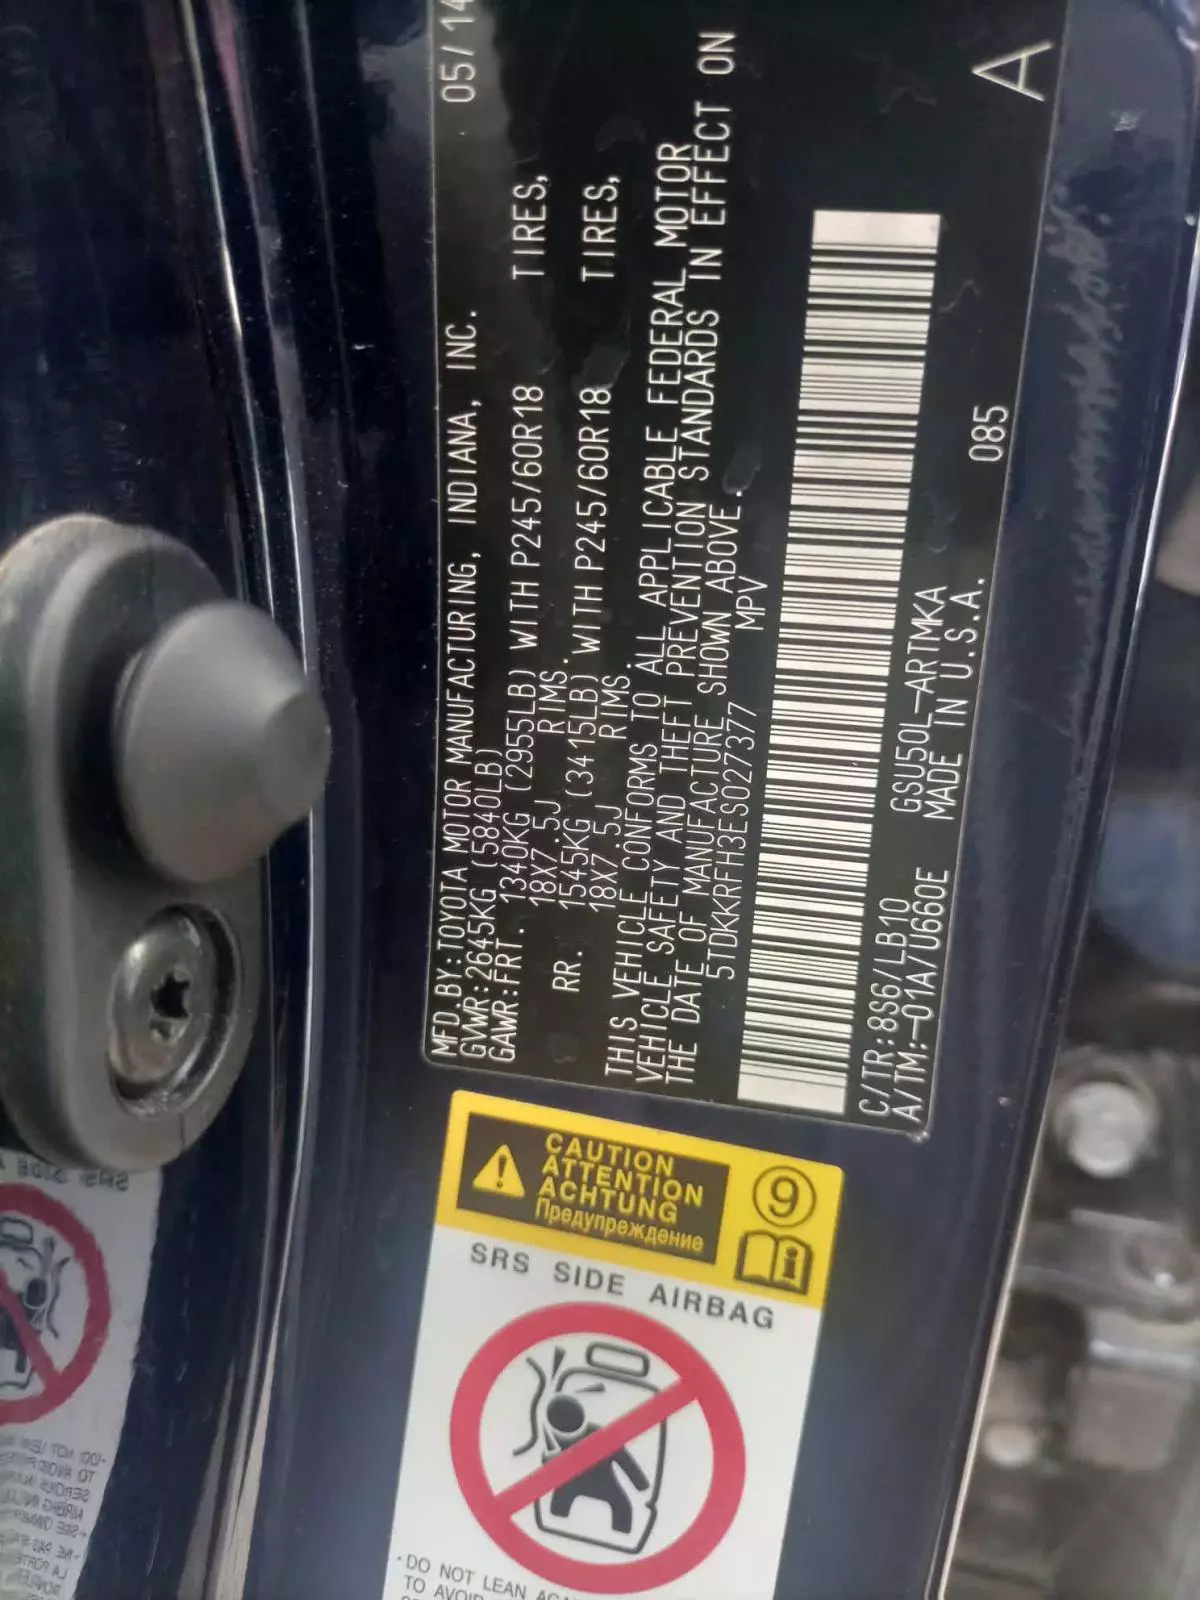 MFD.BY:TOYOTA MOTOR MANUFACTURING, INDIANA, INC. 05/14
GVWR:2645KG(5840LB)
GAWR:FRT. 1340KG (2955LB) WITH P245/60R18 TIRES,
18X7.5J RIMS.
RR. 1545KG (3415LB) WITH P245/60R18 TIRES,
18X7.5J RIMS.
THIS VEHICLE CONFORMS TO ALL APPLICABLE FEDERAL MOTOR
VEHICLE SAFETY AND THEFT PREVENTION STANDARDS IN EFFECT ON
THE DATE OF MANUFACTURE SHOWN ABOVE.
5TDKKRFH3ES027377 MPV
C/TR:8S6/LB10 GSU50L-ARTMKA 085 A
A/TM:-01A/U660E MADE IN U.S.A.
CAUTION
ATTENTION
ACHTUNG
Предупреждение
9
SRS SIDE AIRBAG
·DO NOT LEAN
TO